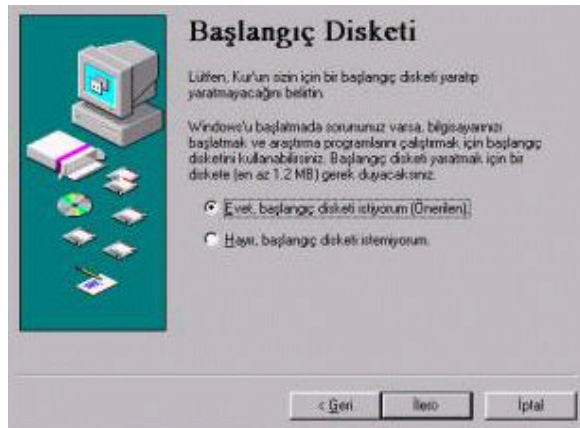 Başlangıç Disketi
Lütfen, Kur'un sizin için bir başlangıç disketi yaratıp
yaratmayacağını belirtin.
Windows'u başlatmada sorununuz varsa, bilgisayarınızı
başlatmak ve araştırma programlarını çalıştırmak için başlangıç
disketini kullanabilirsiniz. Başlangıç disketi yaratmak için bir
diskete (en az 1.2 MB) gerek duyacaksınız.
Evet, başlangıç disketi istiyorum (Önerilen).
Hayır, başlangıç disketi istemiyorum.
< Geri
İleri>
İptal